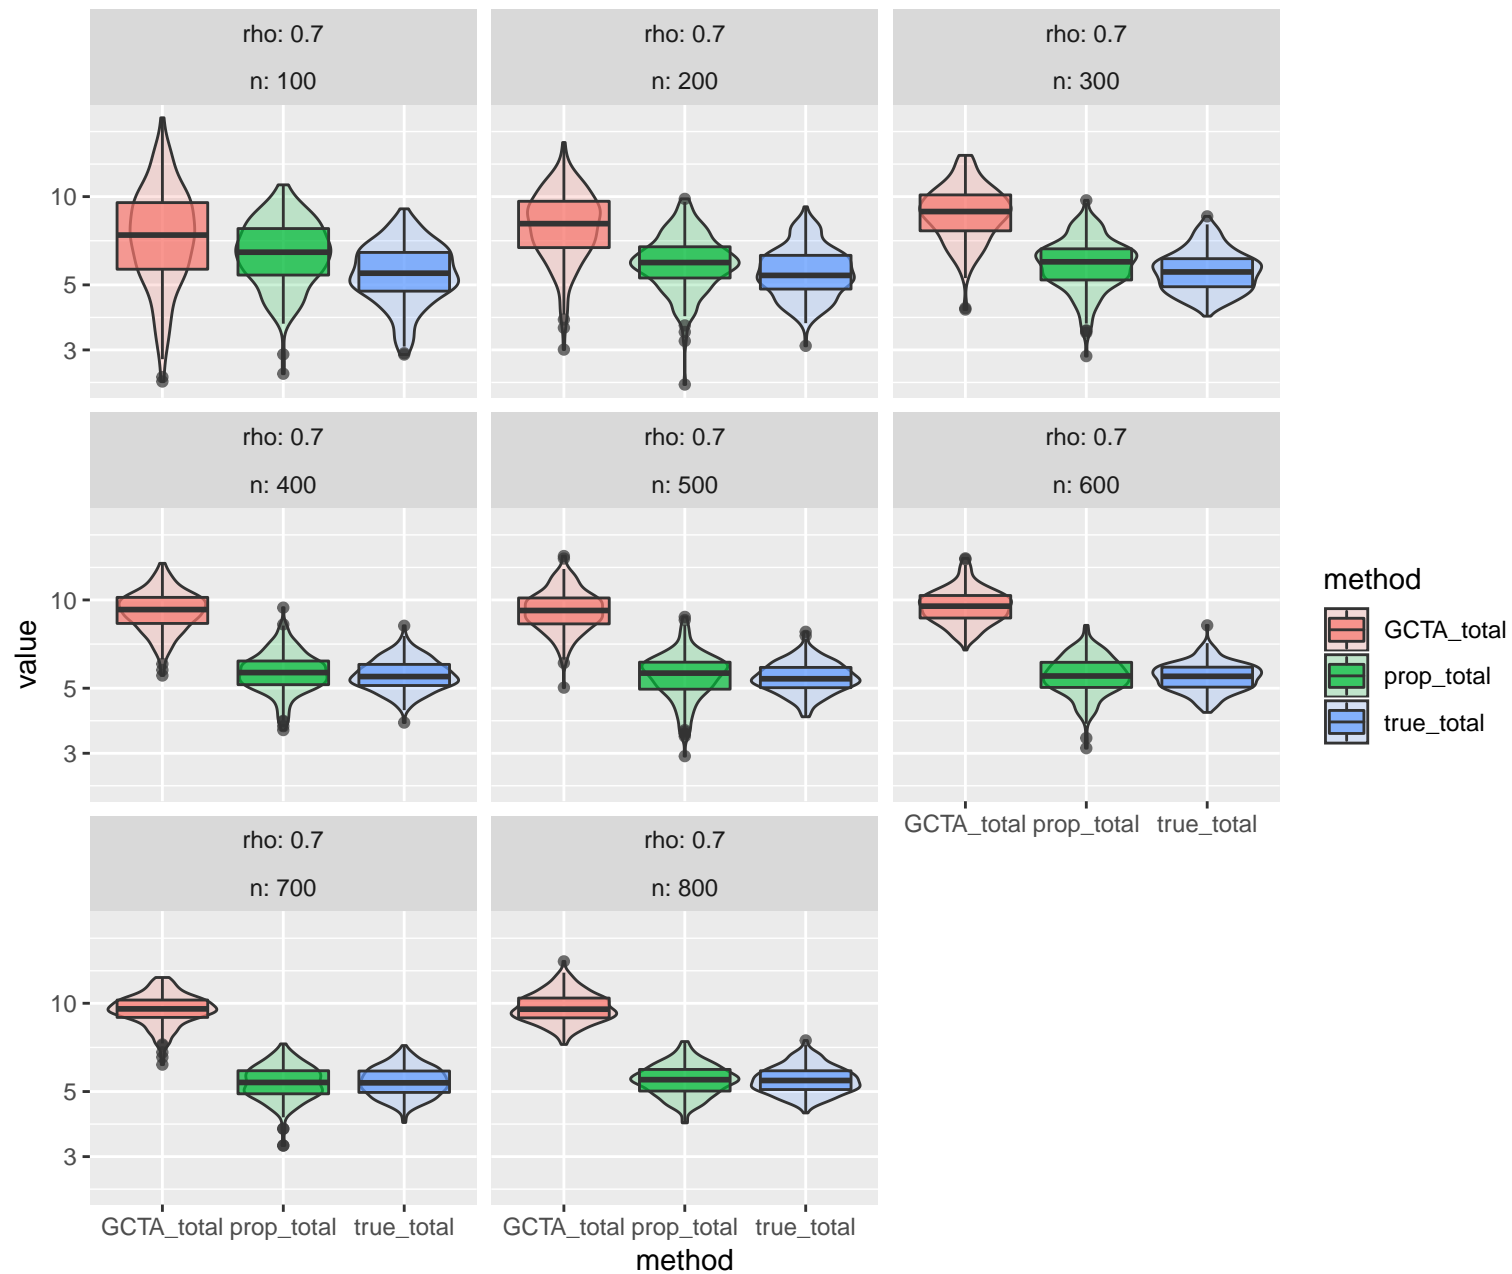 rho: 0.7
n: 100
rho: 0.7
n: 200
rho: 0.7
n: 300
10
5
3
rho: 0.7
n: 400
rho: 0.7
n: 500
rho: 0.7
n: 600
10
5
3
GCTA_total prop_total true_total
rho: 0.7
n: 700
rho: 0.7
n: 800
10
5
3
GCTA_total prop_total true_total
GCTA_total prop_total true_total
method
value
method
GCTA_total
prop_total
true_total